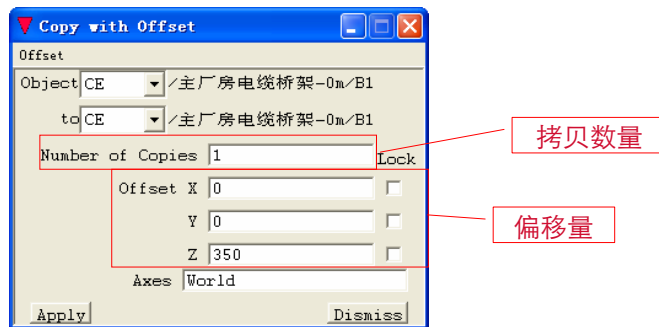 Copy with Offset
Offset
Object CE /主厂房电缆桥架-0m/B1
to CE /主厂房电缆桥架-0m/B1
Number of Copies 1 Lock
拷贝数量
Offset X 0
Y 0
偏移量
Z 350
Axes World
Apply Dismiss